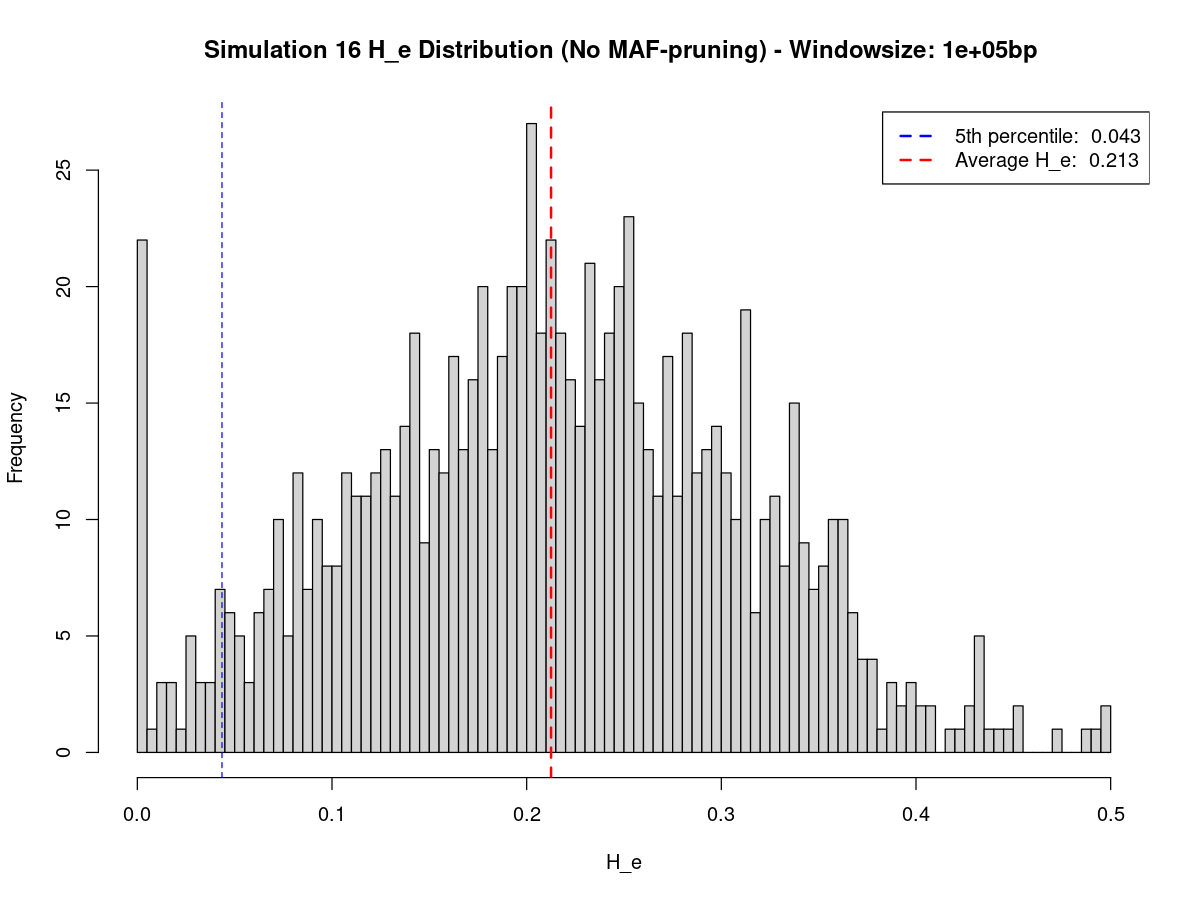 Simulation 16 H_e Distribution (No MAF-pruning) - Windowsize: 1e+05bp
5th percentile:  0.043
Average H_e:  0.213
Frequency
25
20
15
10
5
0
0.0 0.1 0.2 0.3 0.4 0.5
H_e